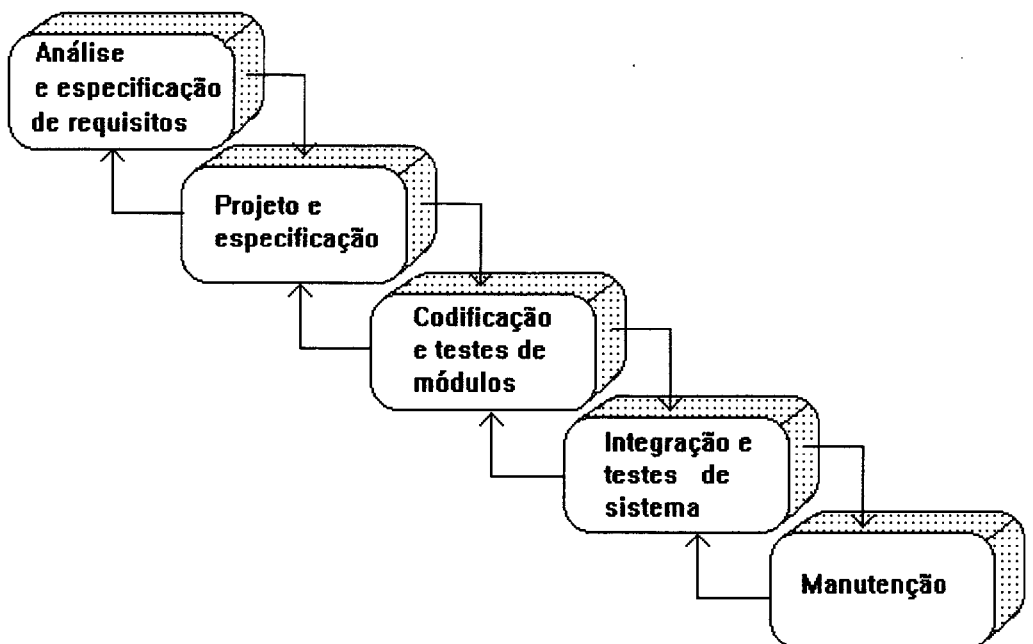 Análise
e especificação
de requisitos
Projeto e
especificação
Codificação
e testes de
módulos
Integração e
testes de
sistema
Manutenção